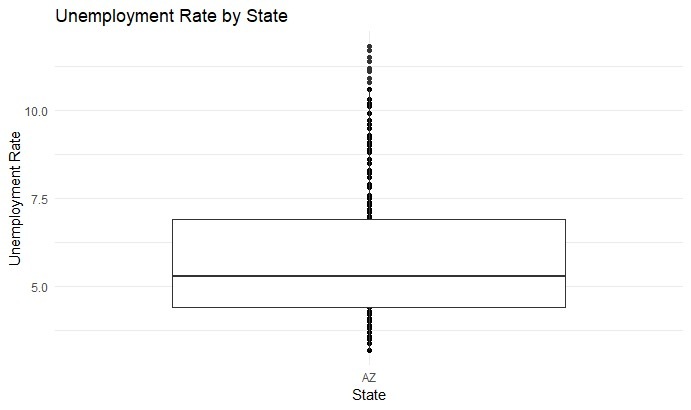 Unemployment Rate by State
Unemployment Rate
10.0
7.5
5.0
AZ
State